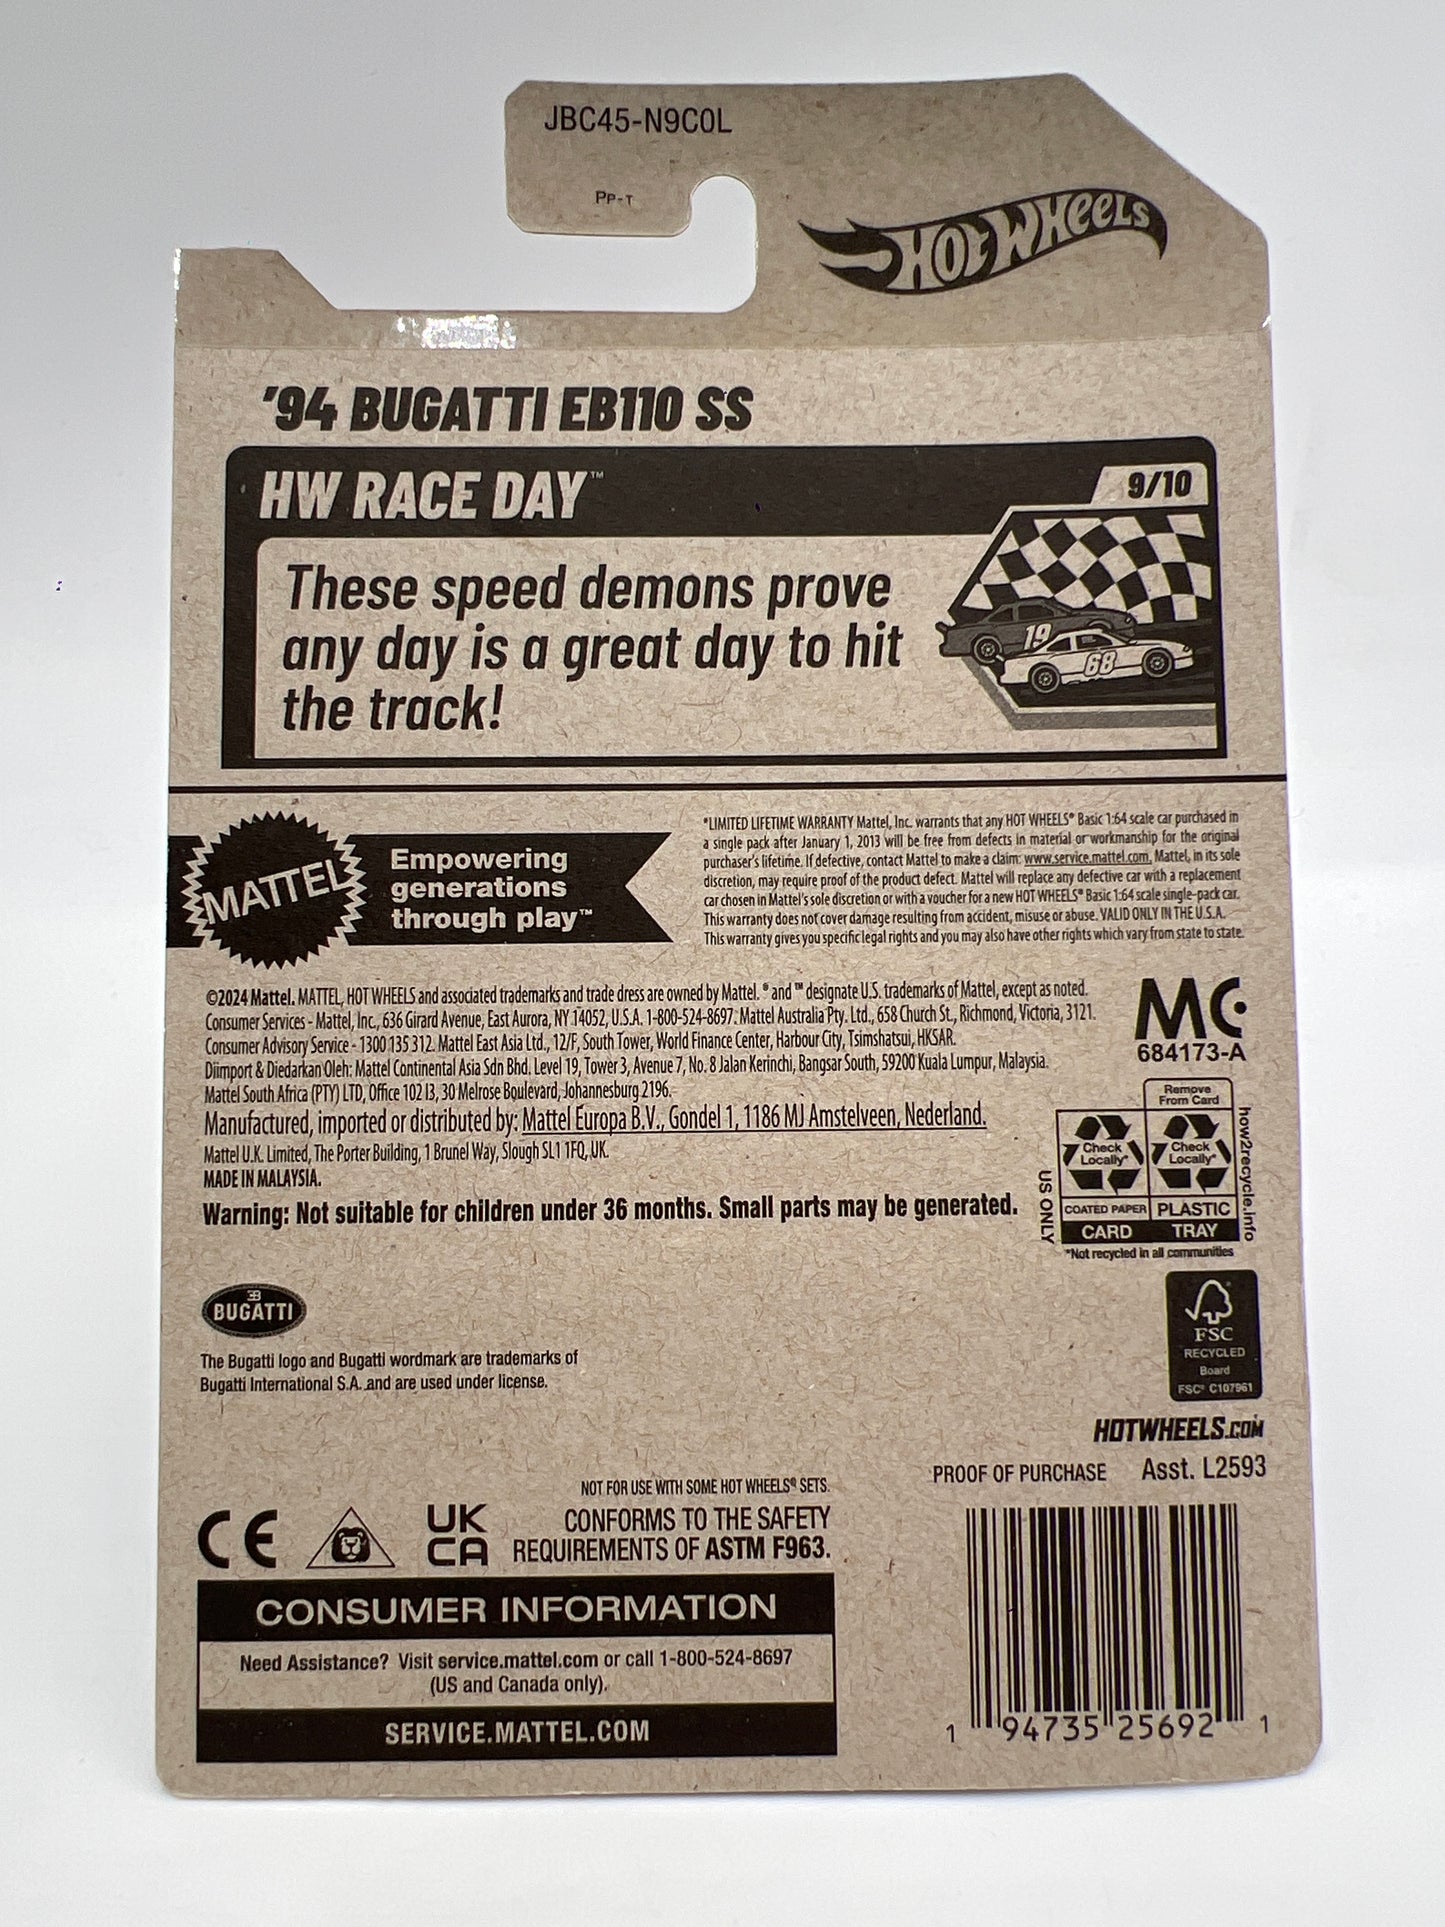 JBC45-N9C0L
PP-T
HOT WHEELS
'94 BUGATTI EB110 SS
HW RACE DAY™
9/10
These speed demons prove
any day is a great day to hit
the track!
19
68
MATTEL
Empowering
generations
through play™
*LIMITED LIFETIME WARRANTY Mattel, Inc. warrants that any HOT WHEELS® Basic 1:64 scale car purchased in
a single pack after January 1, 2013 will be free from defects in material or workmanship for the original
purchaser's lifetime. If defective, contact Mattel to make a claim: www.service.mattel.com. Mattel, in its sole
discretion, may require proof of the product defect. Mattel will replace any defective car with a replacement
car chosen in Mattel's sole discretion or with a voucher for a new HOT WHEELS® Basic 1:64 scale single-pack car.
This warranty does not cover damage resulting from accident, misuse or abuse. VALID ONLY IN THE U.S.A.
This warranty gives you specific legal rights and you may also have other rights which vary from state to state.
©2024 Mattel. MATTEL, HOT WHEELS and associated trademarks and trade dress are owned by Mattel. ® and ™ designate U.S. trademarks of Mattel, except as noted.
Consumer Services - Mattel, Inc., 636 Girard Avenue, East Aurora, NY 14052, U.S.A. 1-800-524-8697. Mattel Australia Pty. Ltd., 658 Church St., Richmond, Victoria, 3121.
Consumer Advisory Service - 1300 135 312. Mattel East Asia Ltd., 12/F, South Tower, World Finance Center, Harbour City, Tsimshatsui, HKSAR.
Diimport & Diedarkan Oleh: Mattel Continental Asia Sdn Bhd. Level 19, Tower 3, Avenue 7, No. 8 Jalan Kerinchi, Bangsar South, 59200 Kuala Lumpur, Malaysia.
Mattel South Africa (PTY) LTD, Office 102 I3, 30 Melrose Boulevard, Johannesburg 2196.
Manufactured, imported or distributed by: Mattel Europa B.V., Gondel 1, 1186 MJ Amstelveen, Nederland.
Mattel U.K. Limited, The Porter Building, 1 Brunel Way, Slough SL1 1FQ, UK.
MADE IN MALAYSIA.
Warning: Not suitable for children under 36 months. Small parts may be generated.
MC
684173-A
Remove
From Card
Check
Locally*
Check
Locally*
COATED PAPER
PLASTIC
CARD
TRAY
US ONLY
how2recycle.info
*Not recycled in all communities
EB
BUGATTI
The Bugatti logo and Bugatti wordmark are trademarks of
Bugatti International S.A. and are used under license.
FSC
RECYCLED
Board
FSC® C107961
HOTWHEELS.COM
PROOF OF PURCHASE
Asst. L2593
NOT FOR USE WITH SOME HOT WHEELS® SETS.
CE
UK
CA
CONFORMS TO THE SAFETY
REQUIREMENTS OF ASTM F963.
CONSUMER INFORMATION
Need Assistance? Visit service.mattel.com or call 1-800-524-8697
(US and Canada only).
SERVICE.MATTEL.COM
1 94735 25692 1